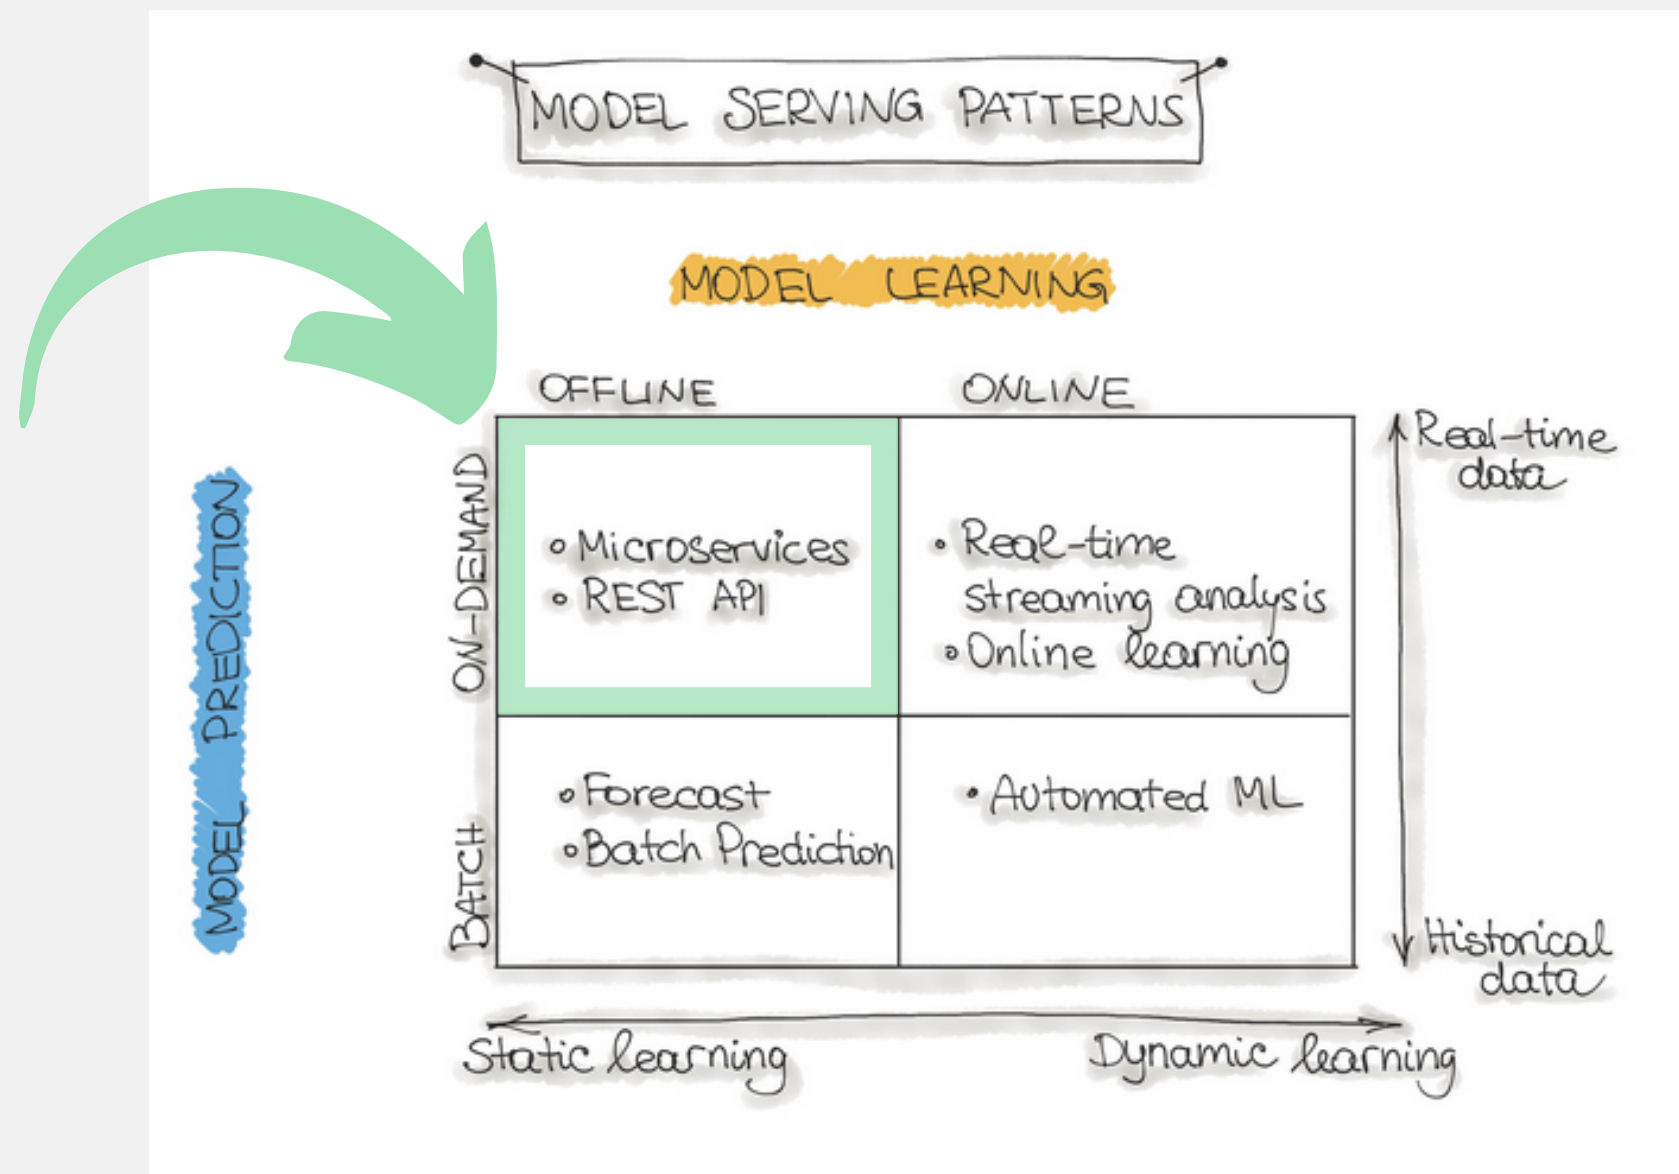 MODEL SERVING PATTERNS
MODEL LEARNING
OFFLINE
ONLINE
MODEL PREDICTION
ON-DEMAND
Microservices
REST API
Real-time
streaming analysis
Online learning
Real-time
data
BATCH
Forecast
Batch Prediction
Automated ML
Historical
data
Static learning
Dynamic learning